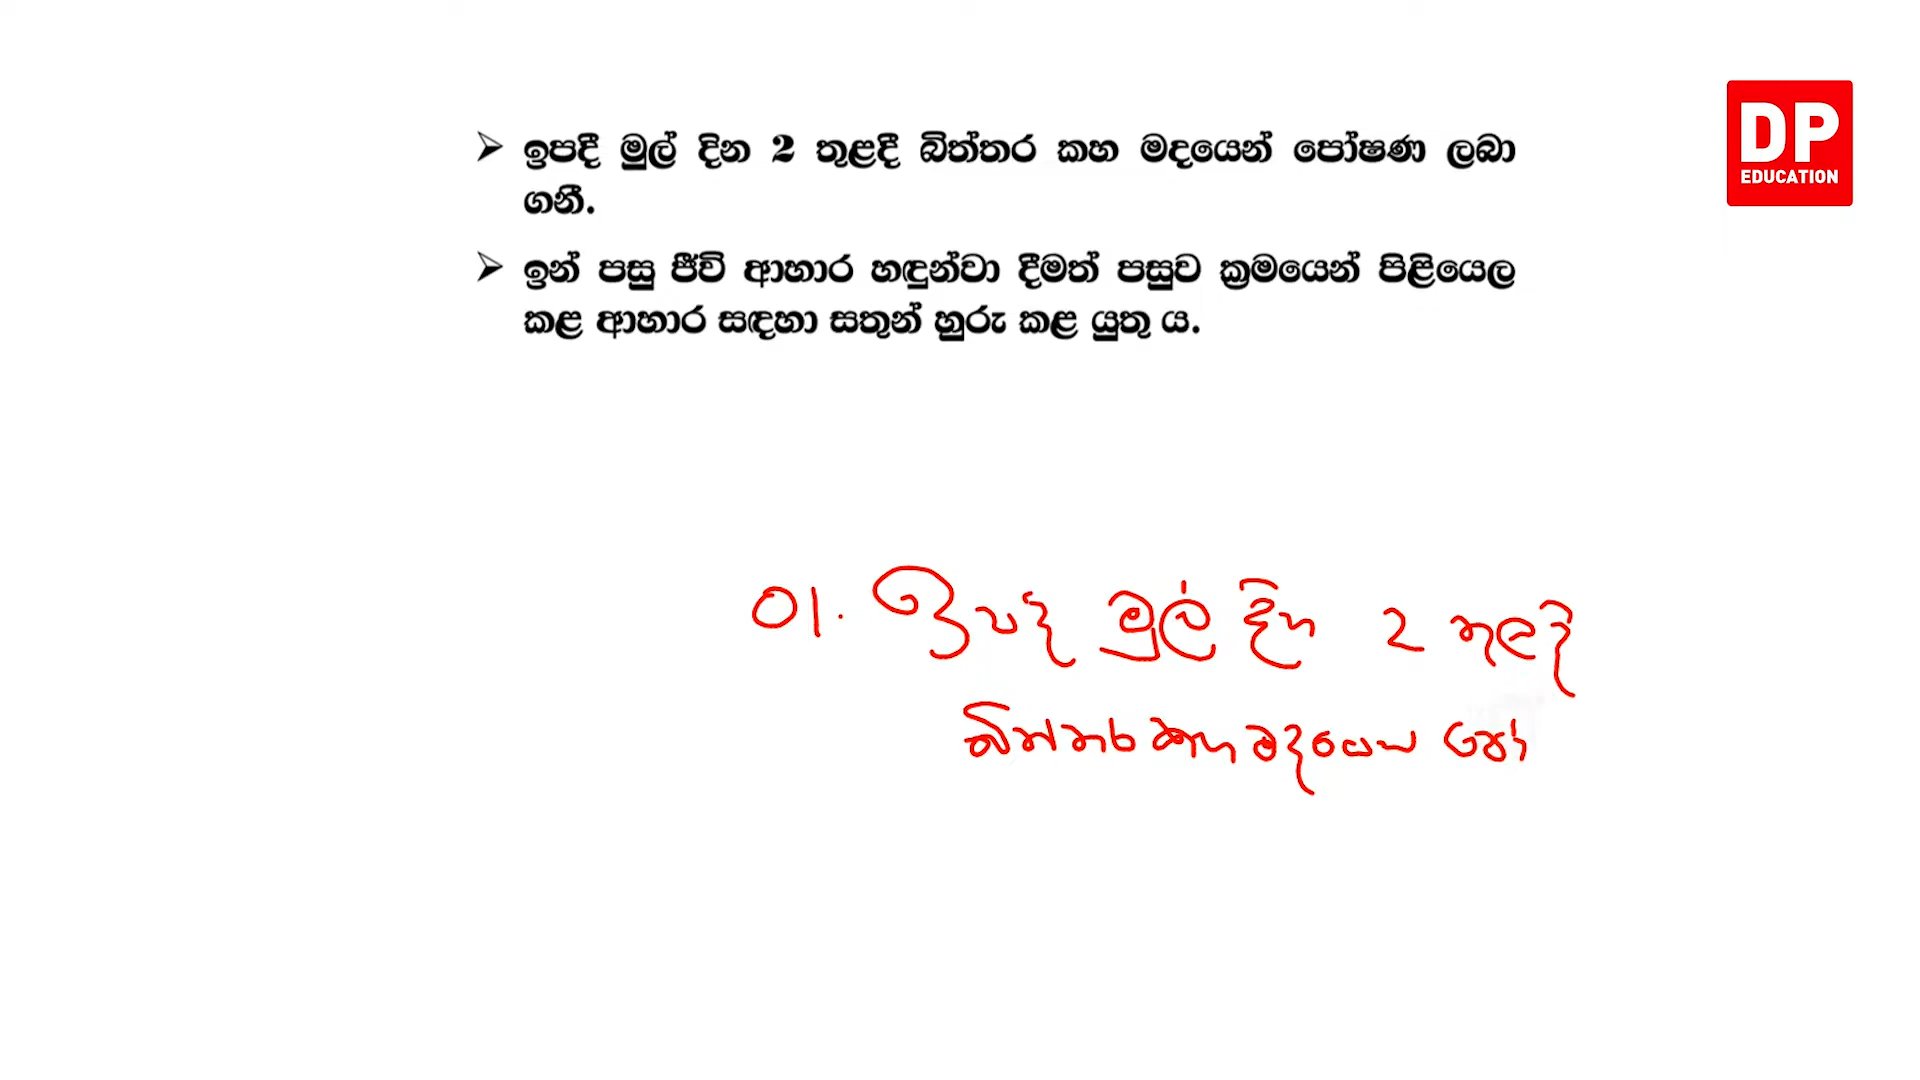 ඉපදී මුල් දින 2 තුළදී බිත්තර කහ මදයෙන් පෝෂණ ලබා
ගනී.
ඉන් පසු ජීවි ආහාර හඳුන්වා දීමත් පසුව ක්‍රමයෙන් පිළියෙල
කළ ආහාර සඳහා සතුන් හුරු කළ යුතු ය.
DP
EDUCATION
01. ඉපදී මුල් දින 2 තුළදී
බිත්තර කහ මදයෙන් පෝ